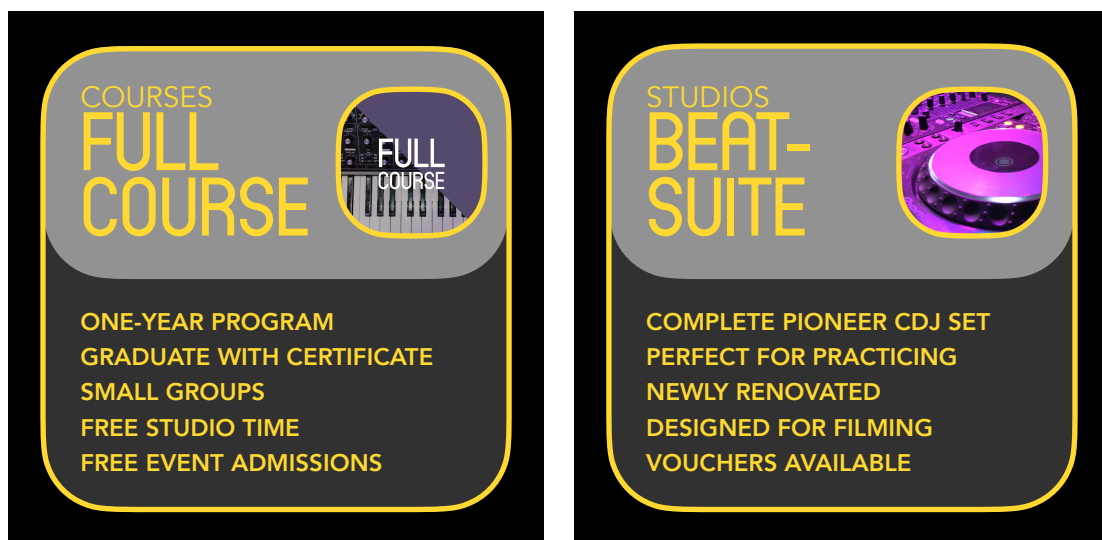 COURSES
FULL
COURSE
FULL
COURSE
ONE-YEAR PROGRAM
GRADUATE WITH CERTIFICATE
SMALL GROUPS
FREE STUDIO TIME
FREE EVENT ADMISSIONS
STUDIOS
BEAT-
SUITE
COMPLETE PIONEER CDJ SET
PERFECT FOR PRACTICING
NEWLY RENOVATED
DESIGNED FOR FILMING
VOUCHERS AVAILABLE